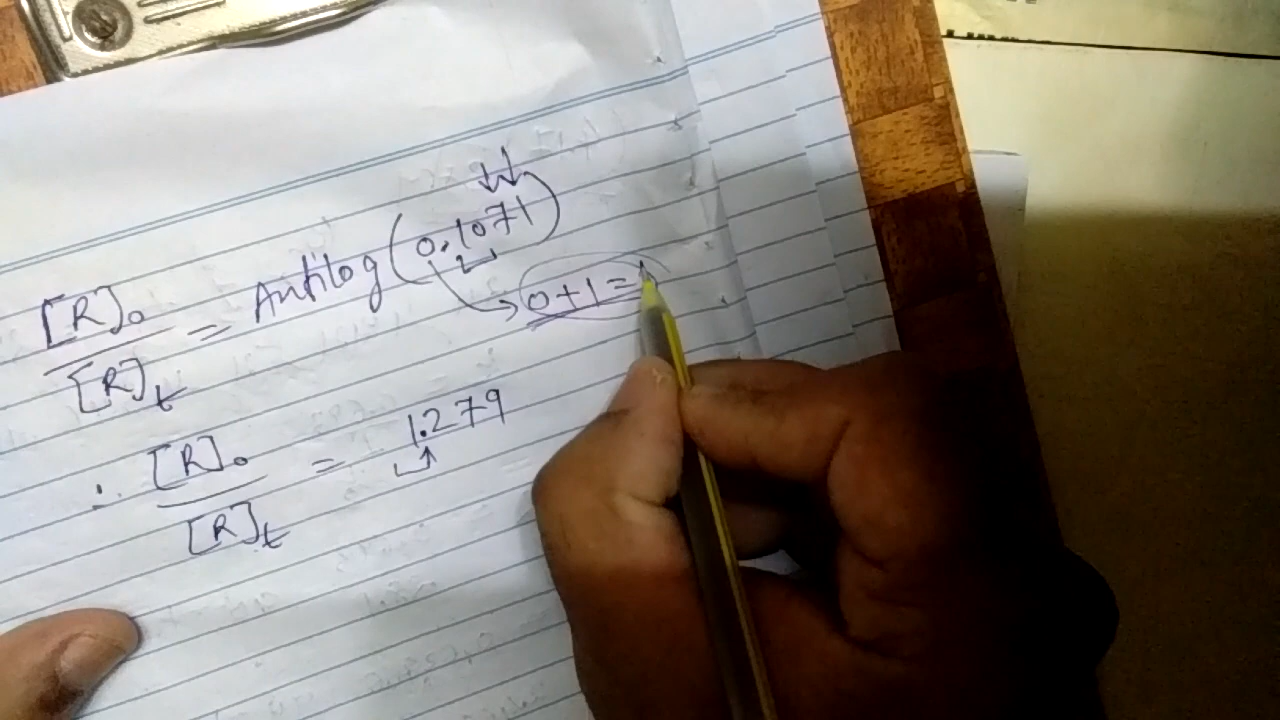 [R]₀ / [R]t = Antilog (0.1071)
0+1=
∴ [R]₀ / [R]t = 1.279